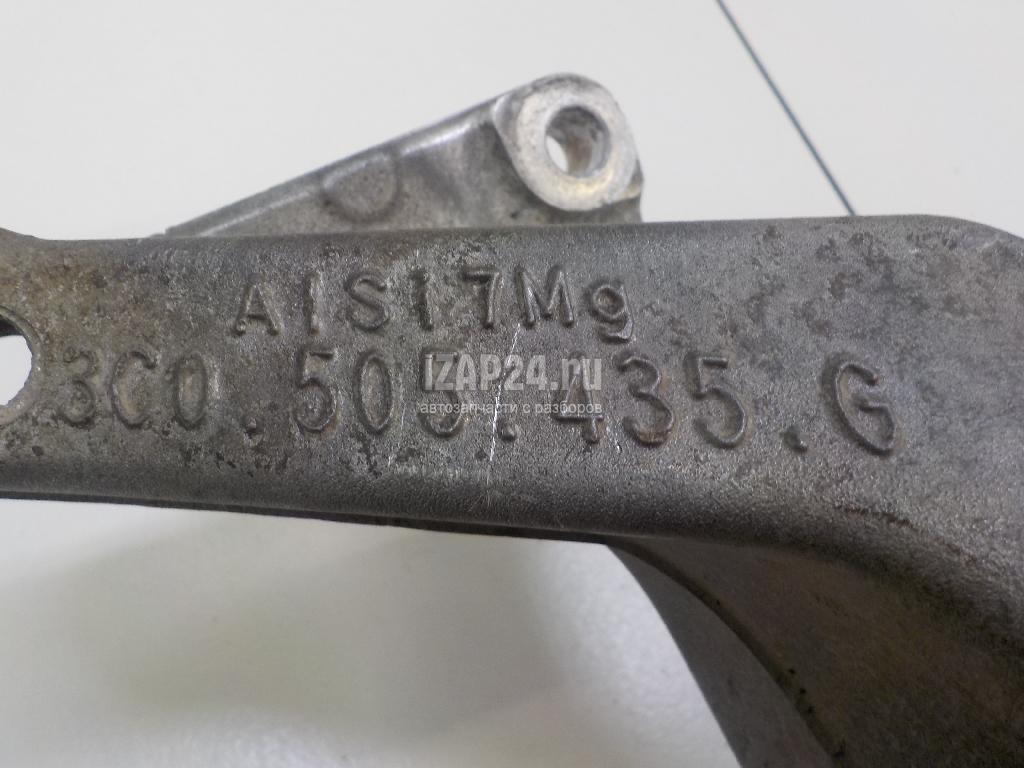 AlSi7Mg
3C0.505.435.G
IZAP24.ru
автозапчасти с разборов